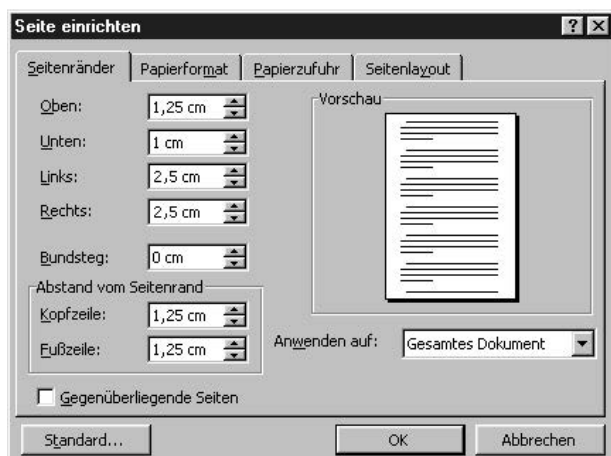 Seite einrichten
Seitenränder Papierformat Papierzufuhr Seitenlayout
Oben: 1,25 cm
Unten: 1 cm
Links: 2,5 cm
Rechts: 2,5 cm
Bundsteg: 0 cm
Abstand vom Seitenrand
Kopfzeile: 1,25 cm
Fußzeile: 1,25 cm
Vorschau
Anwenden auf: Gesamtes Dokument
Gegenüberliegende Seiten
Standard... OK Abbrechen